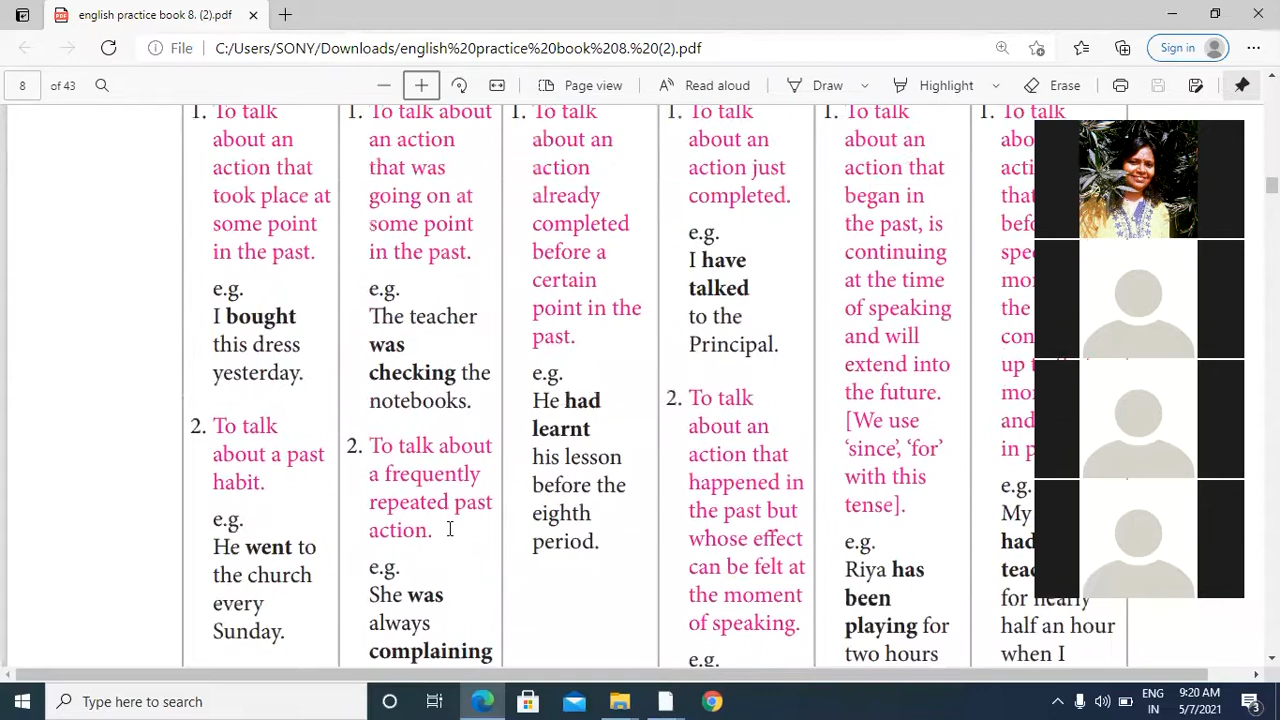 english practice book 8. (2).pdf
File
C:/Users/SONY/Downloads/english%20practice%20book%208.%20(2).pdf
Sign in
8 of 43
Page view
Read aloud
Draw
Highlight
Erase
1. To talk
about an
action that
took place at
some point
in the past.
e.g.
I bought
this dress
yesterday.
2. To talk
about a past
habit.
e.g.
He went to
the church
every
Sunday.
1. To talk about
an action
that was
going on at
some point
in the past.
e.g.
The teacher
was
checking the
notebooks.
2. To talk about
a frequently
repeated past
action.
e.g.
She was
always
complaining
1. To talk
about an
action
already
completed
before a
certain
point in the
past.
e.g.
He had
learnt
his lesson
before the
eighth
period.
1. To talk
about an
action just
completed.
e.g.
I have
talked
to the
Principal.
2. To talk
about an
action that
happened in
the past but
whose effect
can be felt at
the moment
of speaking.
e.g.
1. To talk
about an
action that
began in
the past, is
continuing
at the time
of speaking
and will
extend into
the future.
[We use
‘since’, ‘for’
with this
tense].
e.g.
Riya has
been
playing for
two hours
1. To talk
e.g.
My
had
for nearly
half an hour
when I
Type here to search
ENG
IN
9:20 AM
5/7/2021
3